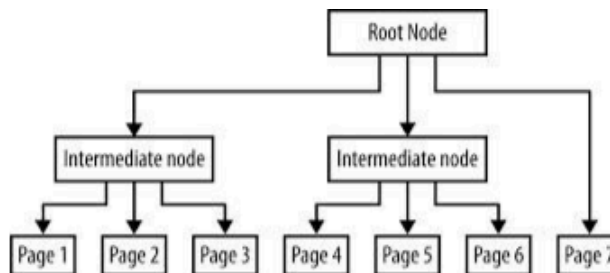 Root Node
Intermediate node
Intermediate node
Page 1
Page 2
Page 3
Page 4
Page 5
Page 6
Page 7